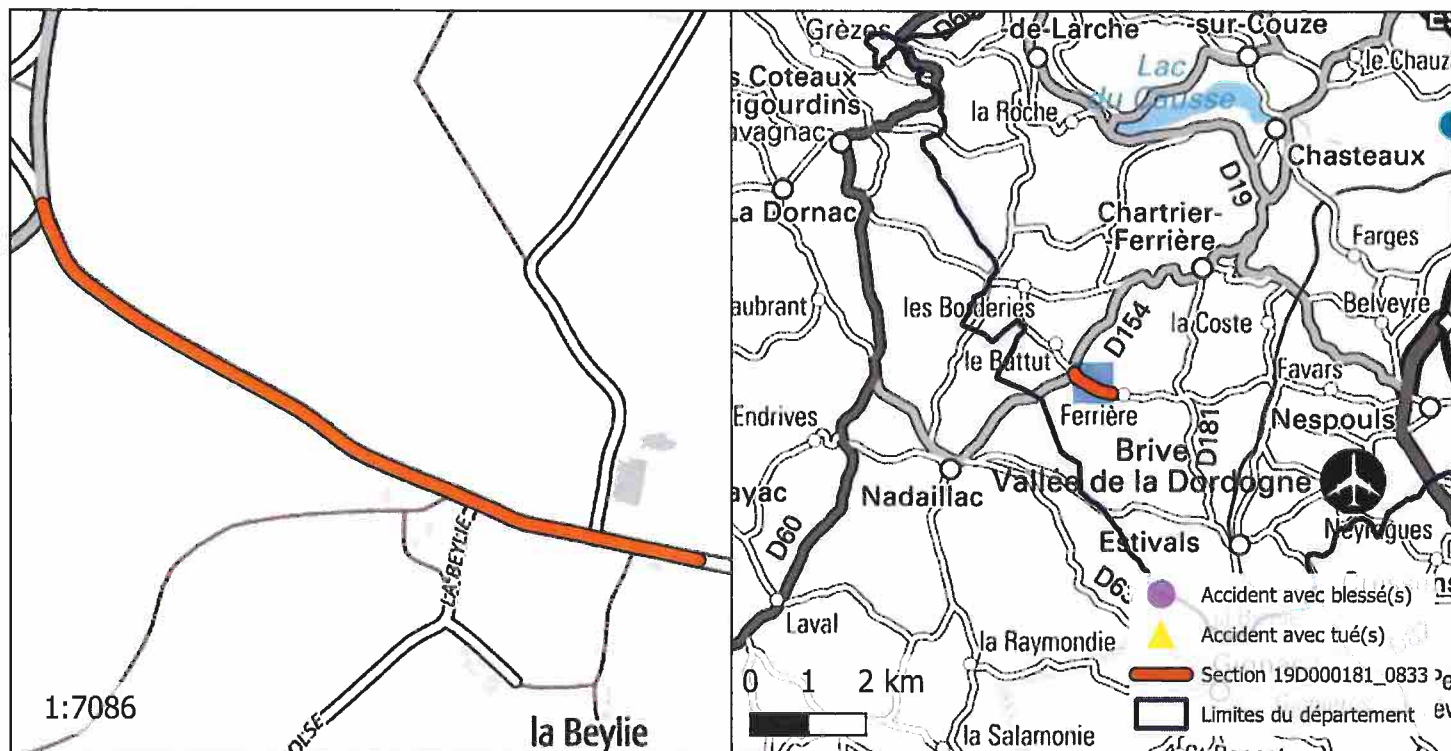 1:7086
LA BEYLIE
la Beylie
Grèzes
-de-Larche
-sur-Couze
Lac
du Causse
le Chauz
s Coteaux
rigourdins
avagnac
la Roche
Chasteaux
La Dornac
D19
Chartrier-
Ferrière
Farges
aubrant
les Borderies
D154
la Coste
Belveyre
le Battut
Favars
Endrives
Ferrière
D181
Nespouls
Brive
Vallée de la Dordogne
ayac
Nadaillac
D60
Estivals
Laval
la Raymondie
la Salamonie
0 1 2 km
Accident avec blessé(s)
Accident avec tué(s)
Section 19D000181_0833
Limites du département